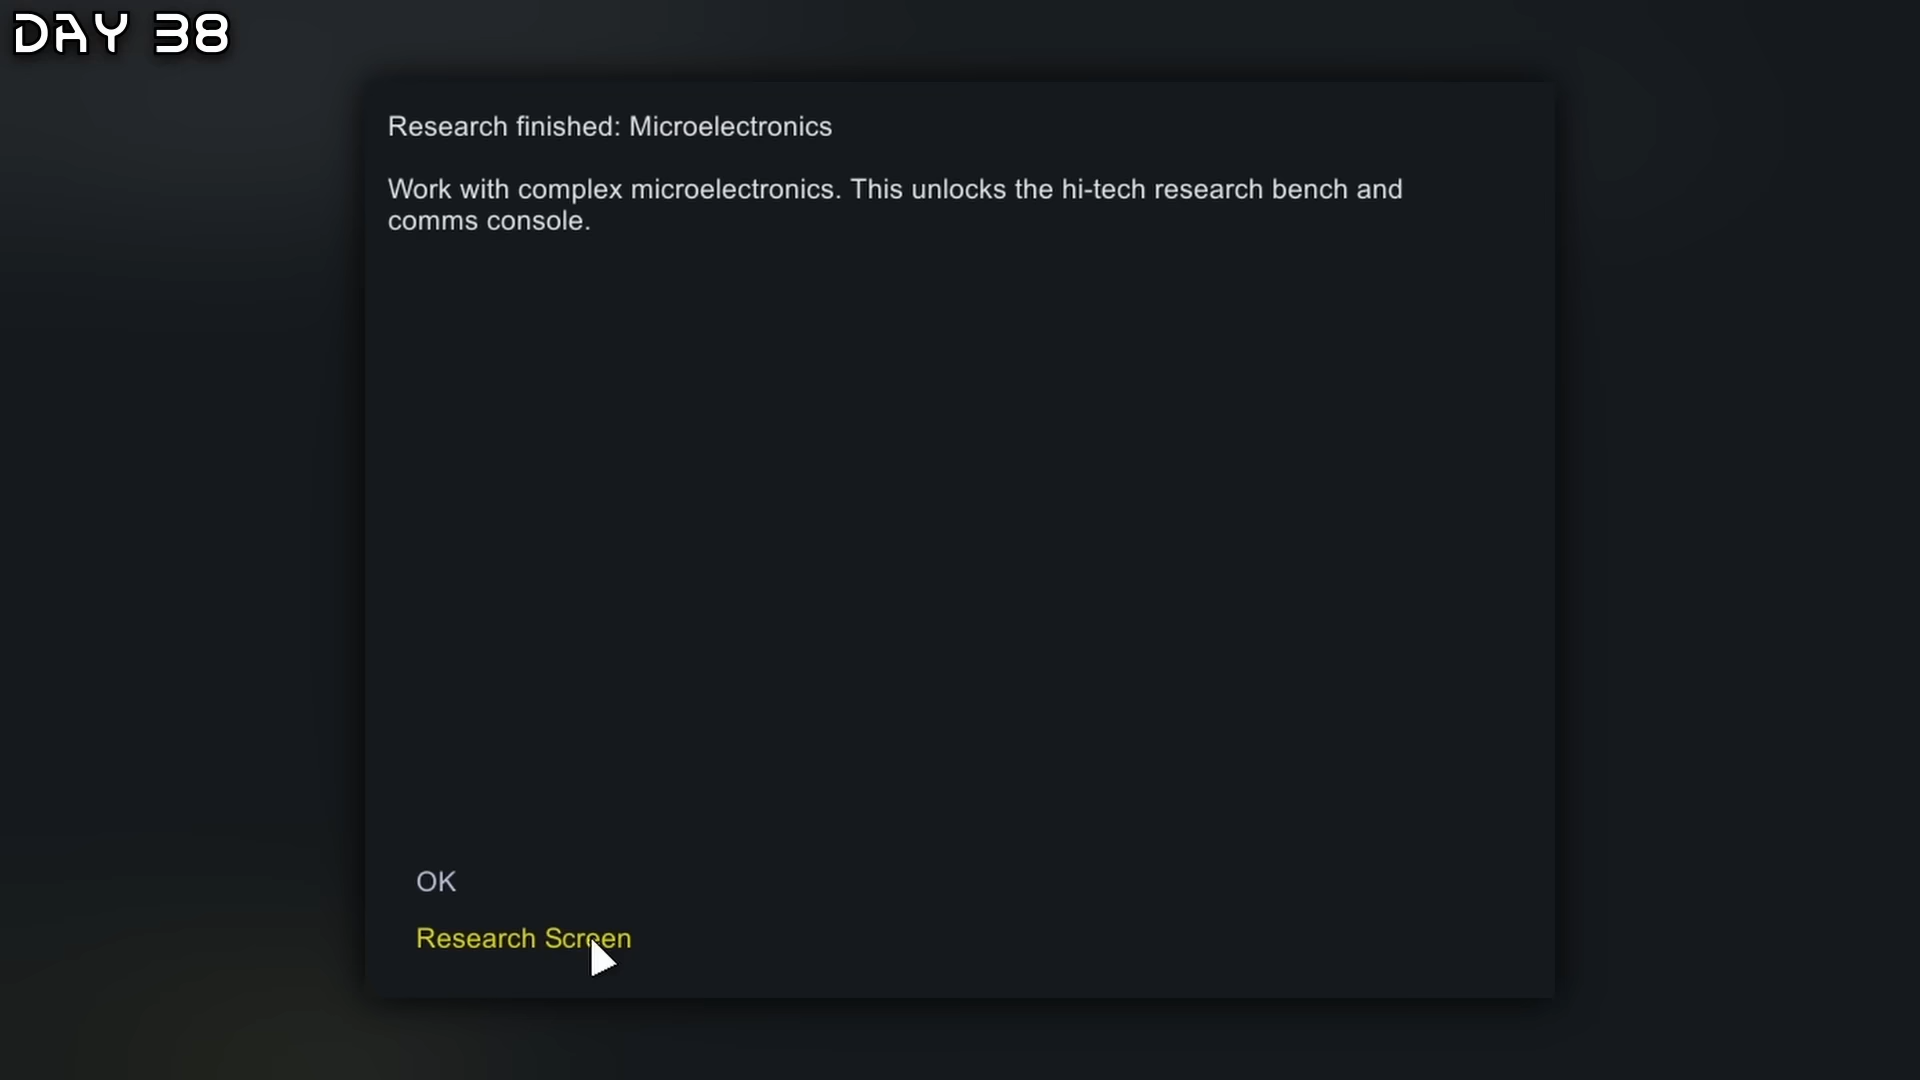 DAY 38
Research finished: Microelectronics
Work with complex microelectronics. This unlocks the hi-tech research bench and
comms console.
OK
Research Screen